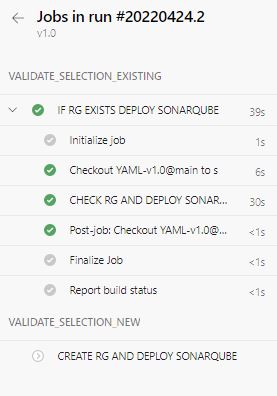 Jobs in run #20220424.2
v1.0
VALIDATE_SELECTION_EXISTING
IF RG EXISTS DEPLOY SONARQUBE 39s
Initialize job 1s
Checkout YAML-v1.0@main to s 6s
CHECK RG AND DEPLOY SONAR... 30s
Post-job: Checkout YAML-v1.0@... <1s
Finalize Job <1s
Report build status <1s
VALIDATE_SELECTION_NEW
CREATE RG AND DEPLOY SONARQUBE